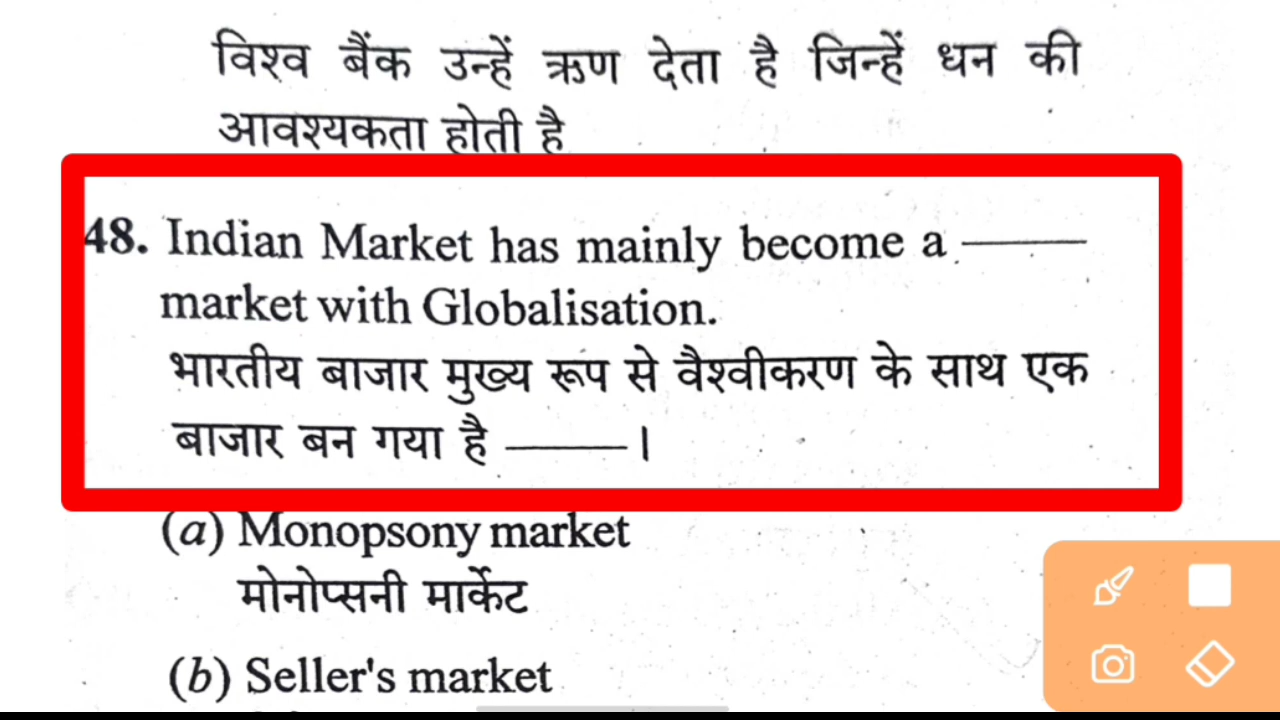 विश्व बैंक उन्हें ऋण देता है जिन्हें धन की
आवश्यकता होती है
48. Indian Market has mainly become a ———
market with Globalisation.
भारतीय बाजार मुख्य रूप से वैश्वीकरण के साथ एक
बाजार बन गया है ——— ।
(a) Monopsony market
मोनोप्सनी मार्केट
(b) Seller's market